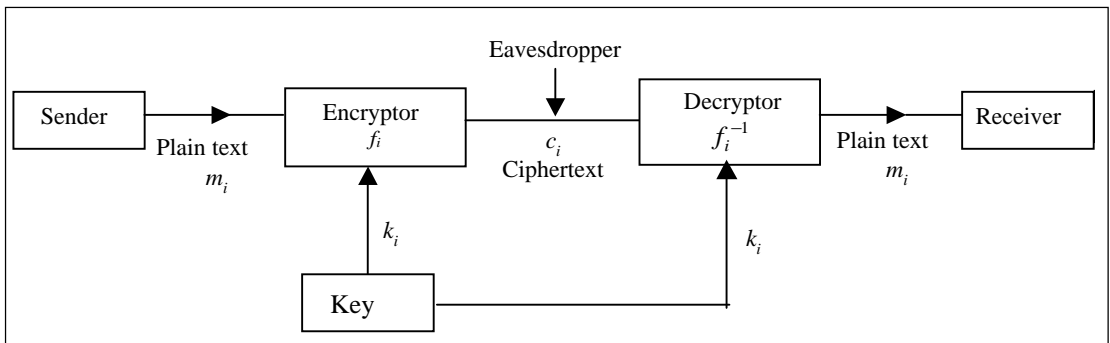 Eavesdropper
Sender
Plain text
m_i
Encryptor
f_i
c_i
Ciphertext
Decryptor
f_i^{-1}
Plain text
m_i
Receiver
k_i
k_i
Key